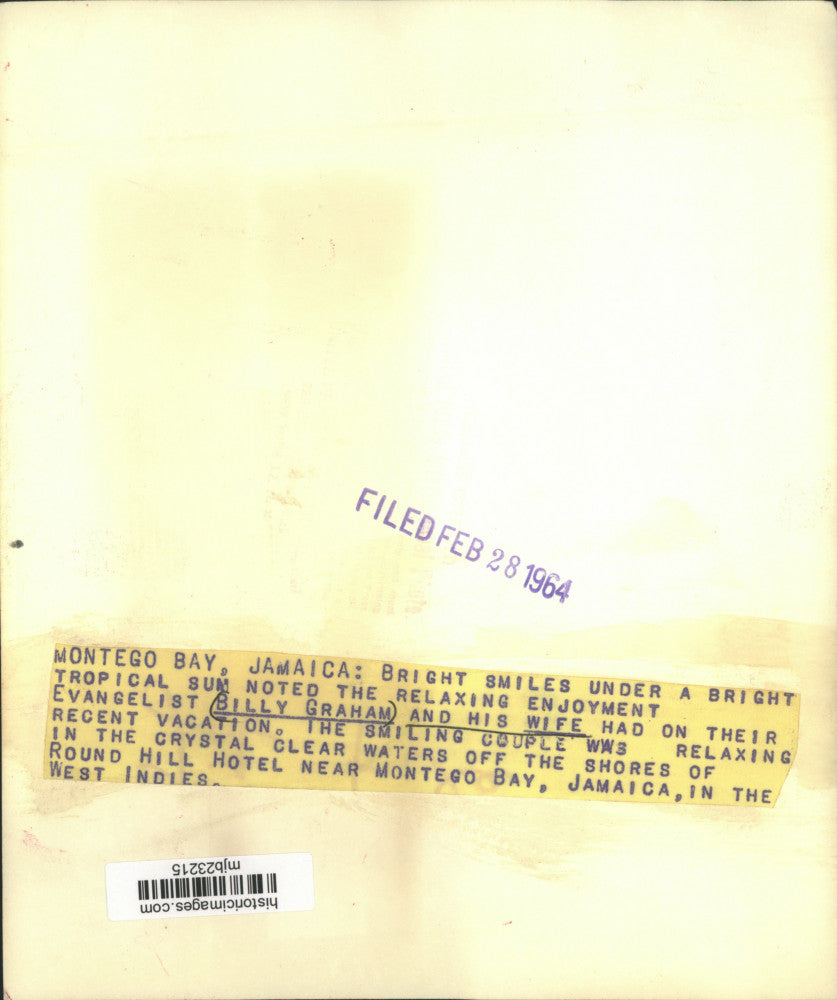 FILED FEB 28 1964
MONTEGO BAY, JAMAICA: BRIGHT SMILES UNDER A BRIGHT
TROPICAL SUN NOTED THE RELAXING ENJOYMENT
EVANGELIST BILLY GRAHAM AND HIS WIFE HAD ON THEIR
RECENT VACATION. THE SMILING COUPLE WW3 RELAXING
IN THE CRYSTAL CLEAR WATERS OFF THE SHORES OF
ROUND HILL HOTEL NEAR MONTEGO BAY, JAMAICA, IN THE
WEST INDIES.
historicimages.com
mjb23215